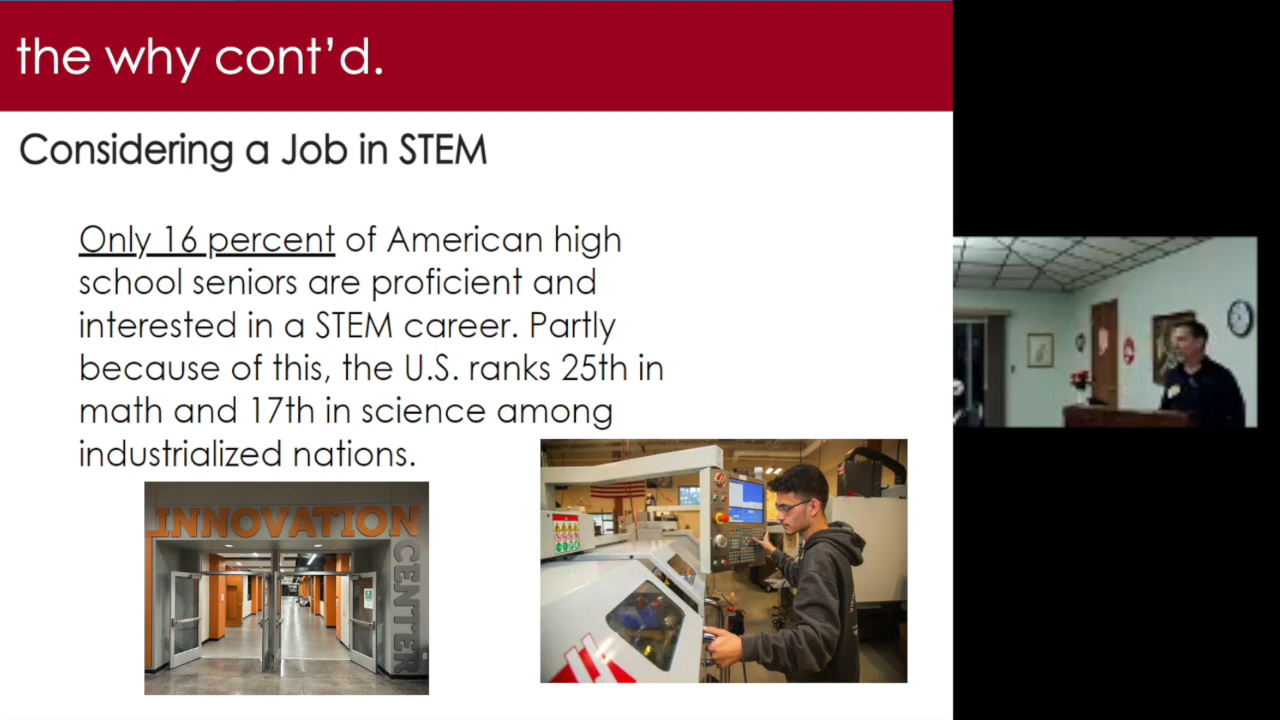 the why cont’d.
Considering a Job in STEM
Only 16 percent of American high
school seniors are proficient and
interested in a STEM career. Partly
because of this, the U.S. ranks 25th in
math and 17th in science among
industrialized nations.
INNOVATION
CENTER